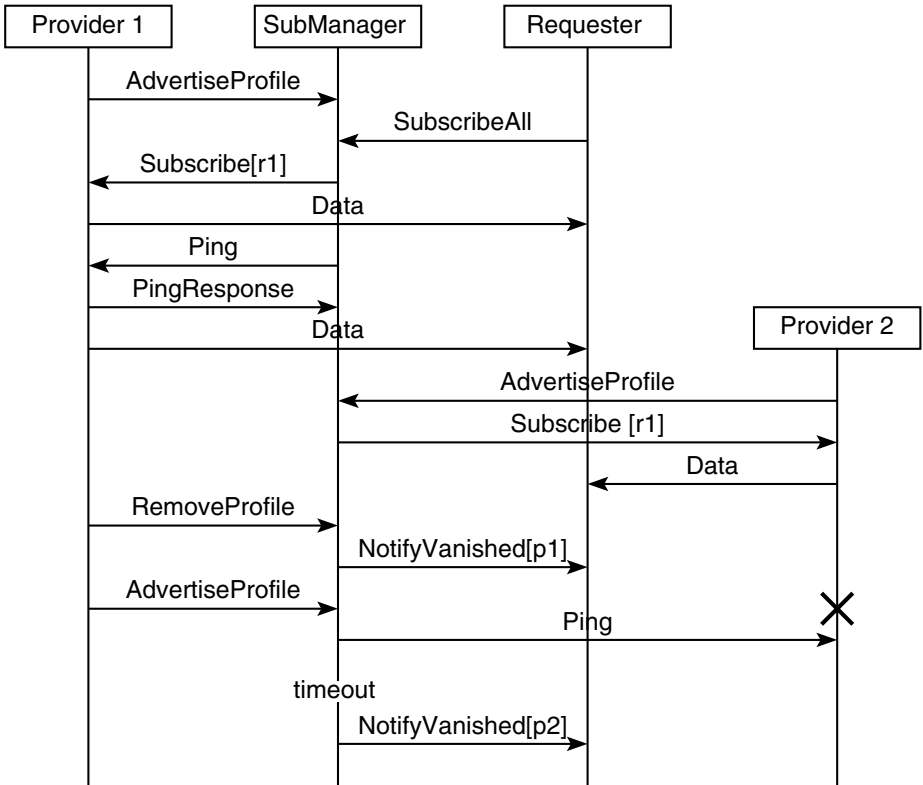 Provider 1
SubManager
Requester
AdvertiseProfile
SubscribeAll
Subscribe[r1]
Data
Ping
PingResponse
Data
Provider 2
AdvertiseProfile
Subscribe [r1]
Data
RemoveProfile
NotifyVanished[p1]
AdvertiseProfile
Ping
timeout
NotifyVanished[p2]